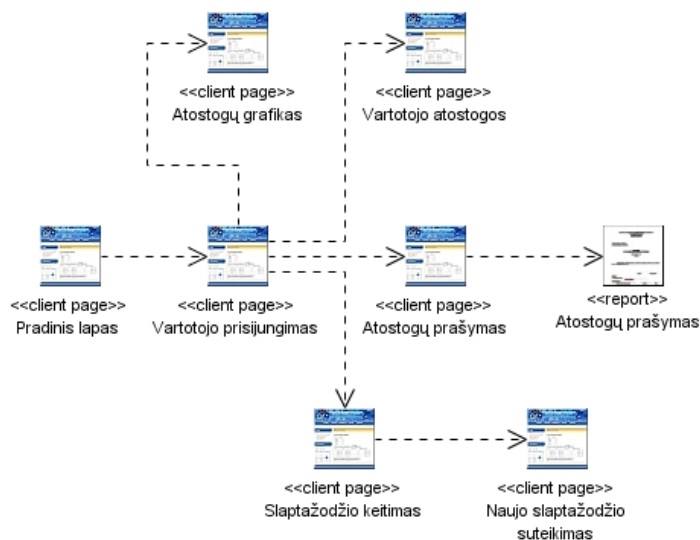 <<client page>>
Atostogų grafikas
<<client page>>
Vartotojo atostogos
<<client page>>
Pradinis lapas
<<client page>>
Vartotojo prisijungimas
<<client page>>
Atostogų prašymas
<<report>>
Atostogų prašymas
<<client page>>
Slaptažodžio keitimas
<<client page>>
Naujo slaptažodžio
suteikimas